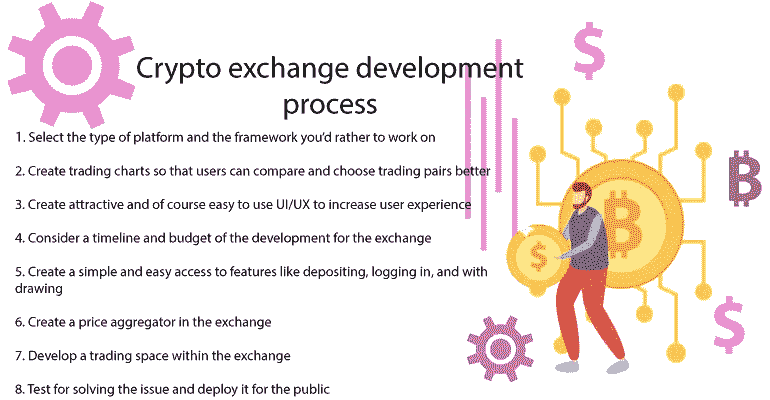 Crypto exchange development
process
1. Select the type of platform and the framework you'd rather to work on
2. Create trading charts so that users can compare and choose trading pairs better
3. Create attractive and of course easy to use UI/UX to increase user experience
4. Consider a timeline and budget of the development for the exchange
5. Create a simple and easy access to features like depositing, logging in, and with
drawing
6. Create a price aggregator in the exchange
7. Develop a trading space within the exchange
8. Test for solving the issue and deploy it for the public